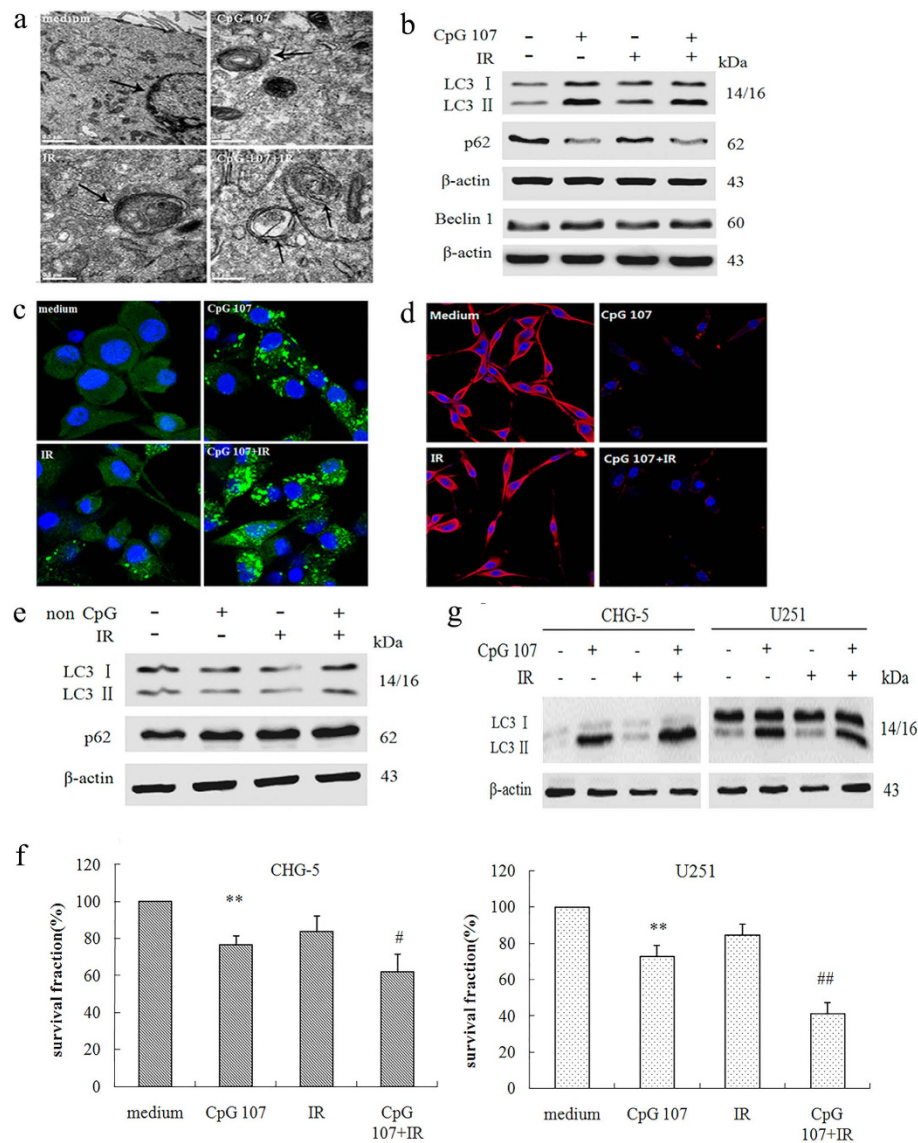 a
medium
CpG 107
IR
CpG 107+IR
b
CpG 107 - + - +
IR - - + + kDa
LC3 Ⅰ
LC3 Ⅱ
14/16
p62 62
β-actin 43
Beclin 1 60
β-actin 43
c
medium
CpG 107
IR
CpG 107+IR
d
Medium
CpG 107
IR
CpG 107+IR
e
non CpG - + - +
IR - - + + kDa
LC3 Ⅰ
LC3 Ⅱ
14/16
p62 62
β-actin 43
g
CHG-5 U251
CpG 107 - + - + - + - +
IR - - + + - - + + kDa
LC3 Ⅰ
LC3 Ⅱ
14/16
β-actin 43
f
CHG-5
survival fraction(%)
120
100
80
60
40
20
0
**
#
medium CpG 107 IR CpG 107+IR
U251
survival fraction(%)
120
100
80
60
40
20
0
**
##
medium CpG 107 IR CpG 107+IR